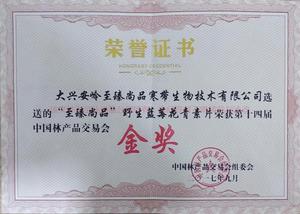 荣誉证书
HONORARY CREDENTIAL
大兴安岭至臻尚品寒带生物技术有限公司选
送的“至臻尚品”野生蓝莓花青素片荣获第十四届
中国林产品交易会
金奖
中国林产品交易会组委会
一七年九月